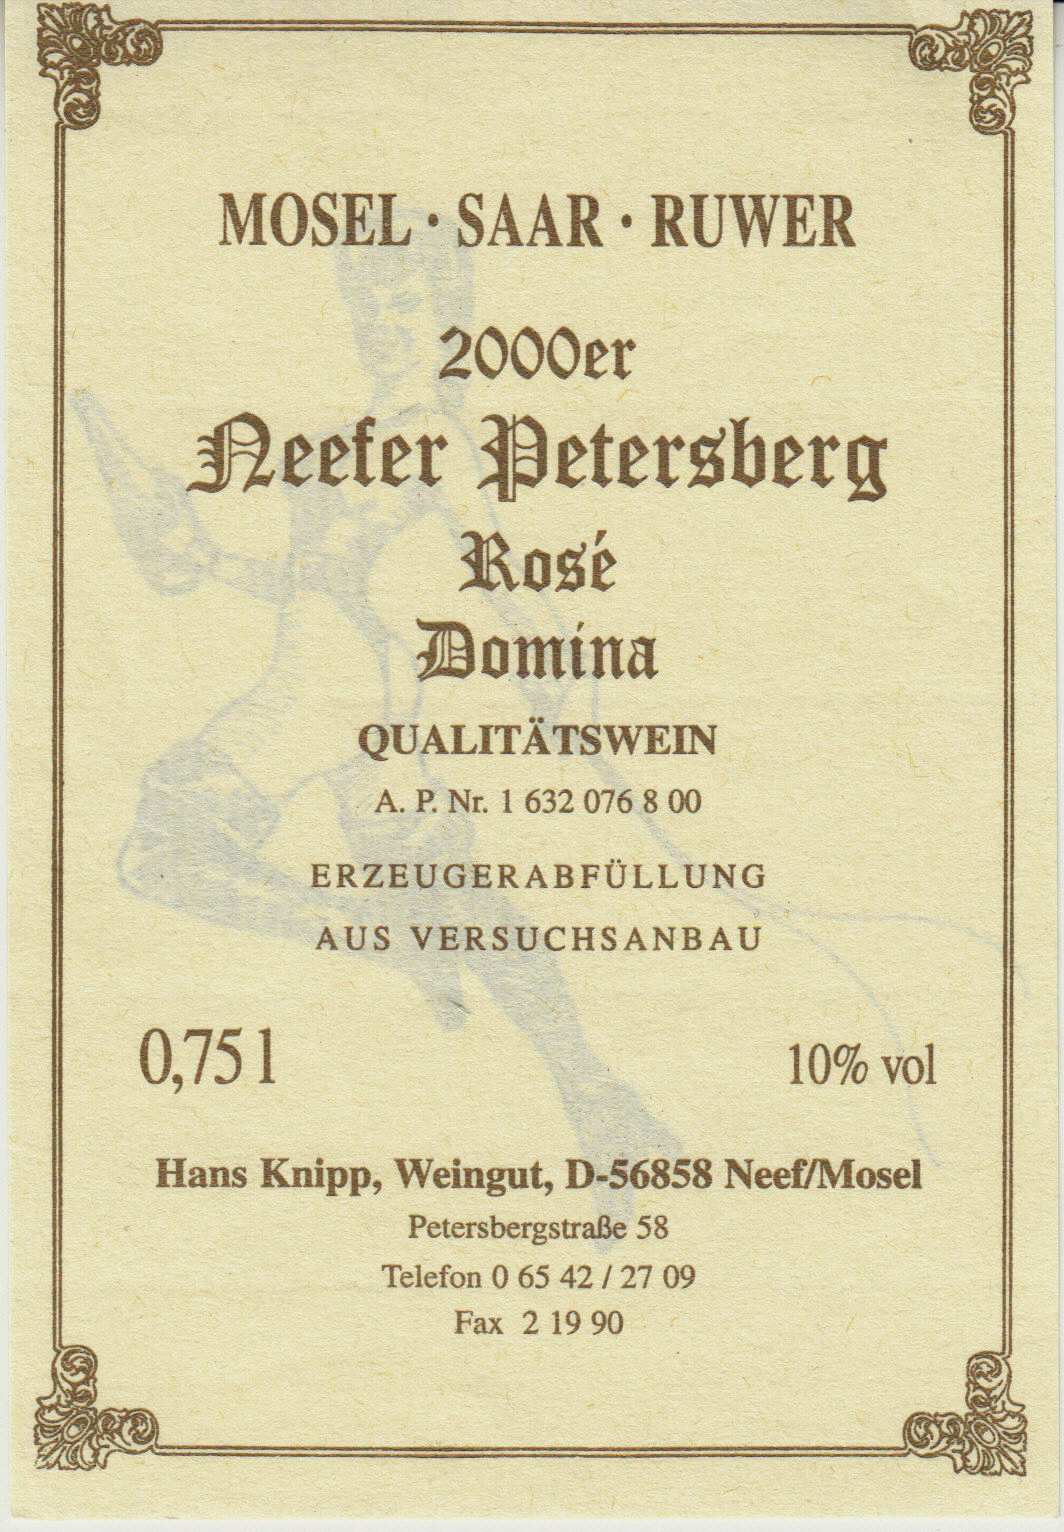 MOSEL · SAAR · RUWER
2000er
Neefer Petersberg
Rosé
Domina
QUALITÄTSWEIN
A. P. Nr. 1 632 076 8 00
ERZEUGERABFÜLLUNG
AUS VERSUCHSANBAU
0,75 l 10% vol
Hans Knipp, Weingut, D-56858 Neef/Mosel
Petersbergstraße 58
Telefon 0 65 42 / 27 09
Fax 2 19 90